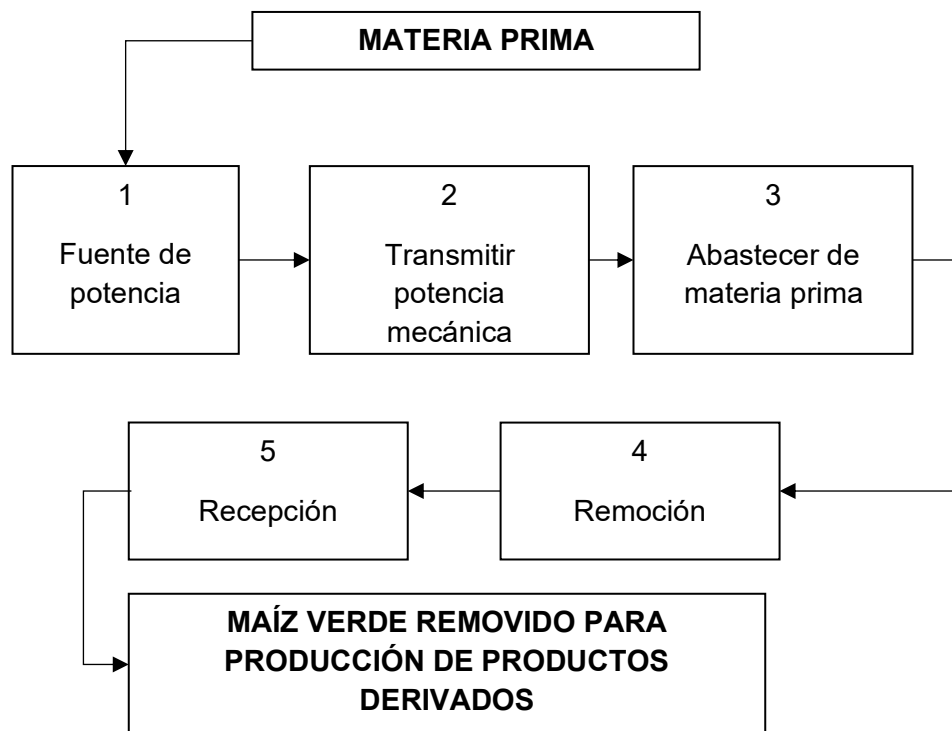 MATERIA PRIMA
1
Fuente de
potencia
2
Transmitir
potencia
mecánica
3
Abastecer de
materia prima
4
Remoción
5
Recepción
MAÍZ VERDE REMOVIDO PARA
PRODUCCIÓN DE PRODUCTOS
DERIVADOS